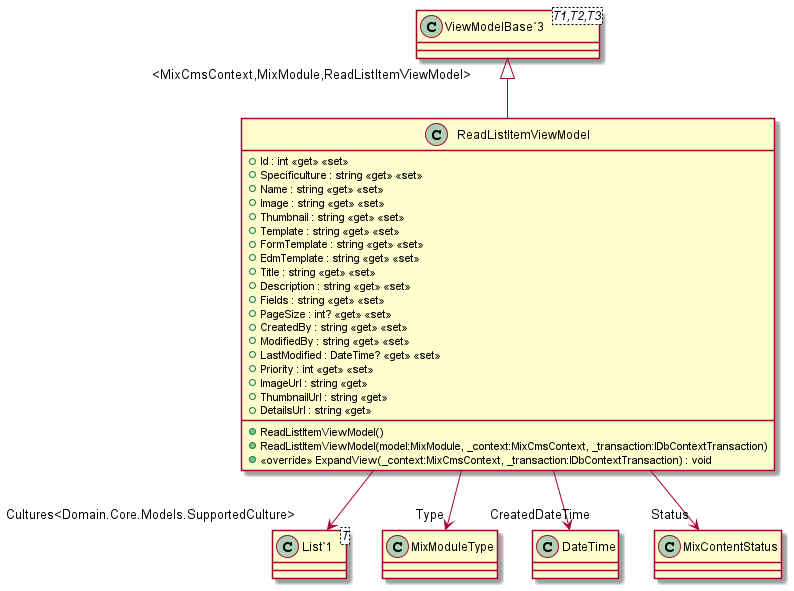 C ViewModelBase`3 T1,T2,T3
<MixCmsContext,MixModule,ReadListItemViewModel>
C ReadListItemViewModel
Id : int «get» «set»
Specificulture : string «get» «set»
Name : string «get» «set»
Image : string «get» «set»
Thumbnail : string «get» «set»
Template : string «get» «set»
FormTemplate : string «get» «set»
EdmTemplate : string «get» «set»
Title : string «get» «set»
Description : string «get» «set»
Fields : string «get» «set»
PageSize : int? «get» «set»
CreatedBy : string «get» «set»
ModifiedBy : string «get» «set»
LastModified : DateTime? «get» «set»
Priority : int «get» «set»
ImageUrl : string «get»
ThumbnailUrl : string «get»
DetailsUrl : string «get»
ReadListItemViewModel()
ReadListItemViewModel(model:MixModule, _context:MixCmsContext, _transaction:IDbContextTransaction)
«override» ExpandView(_context:MixCmsContext, _transaction:IDbContextTransaction) : void
Cultures<Domain.Core.Models.SupportedCulture> Type CreatedDateTime Status
C List`1 T C MixModuleType C DateTime C MixContentStatus